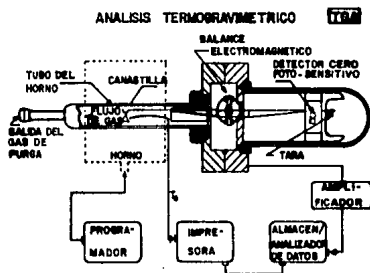 ANALISIS TERMOGRAVIMETRICO TGA
BALANCE
ELECTROMAGNETICO
DETECTOR CERO
FOTO-SENSITIVO
TUBO DEL
HORNO
CANASTILLA
FLUJO
DE GAS
SALIDA DEL
GAS DE
PURGA
HORNO
TARA
AMPLI-
FICADOR
PROGRA-
MADOR
IMPRE-
SORA
ALMACEN/
ANALIZADOR
DE DATOS